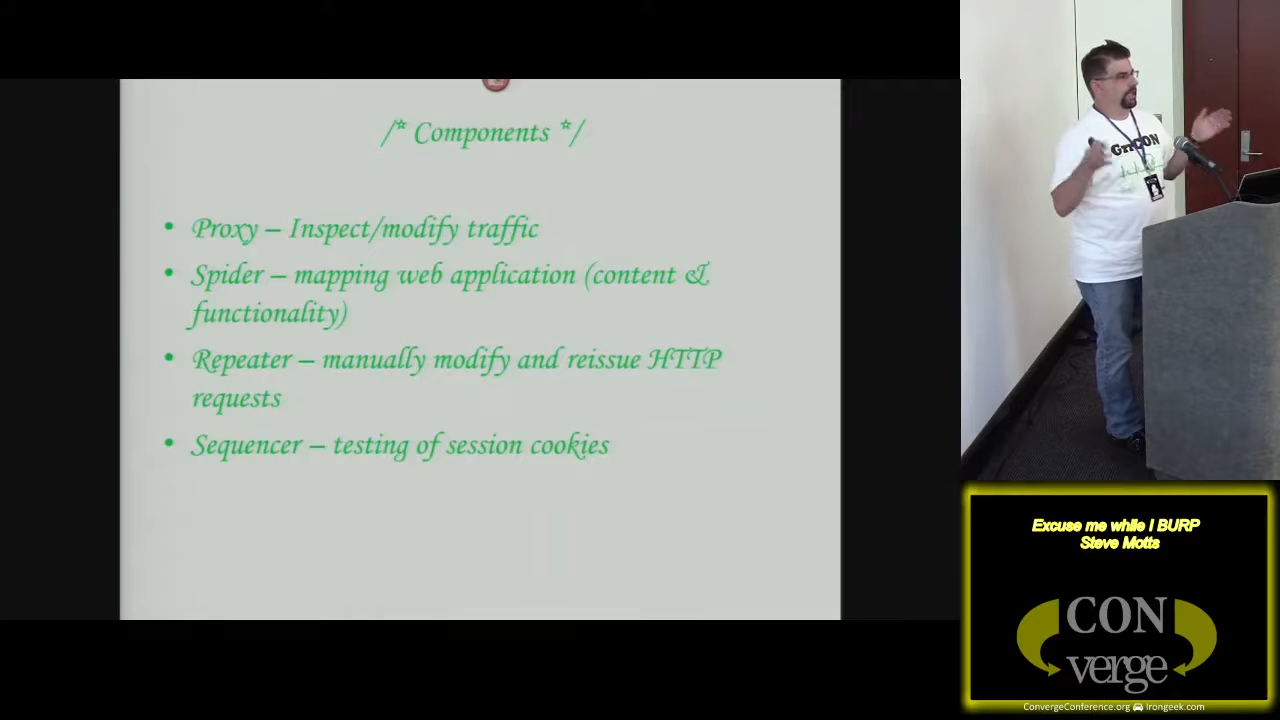 /* Components */
• Proxy – Inspect/modify traffic
• Spider – mapping web application (content &
functionality)
• Repeater – manually modify and reissue HTTP
requests
• Sequencer – testing of session cookies
GrrCON
Excuse me while I BURP
Steve Motts
CON
verge
ConvergeConference.org Irongeek.com